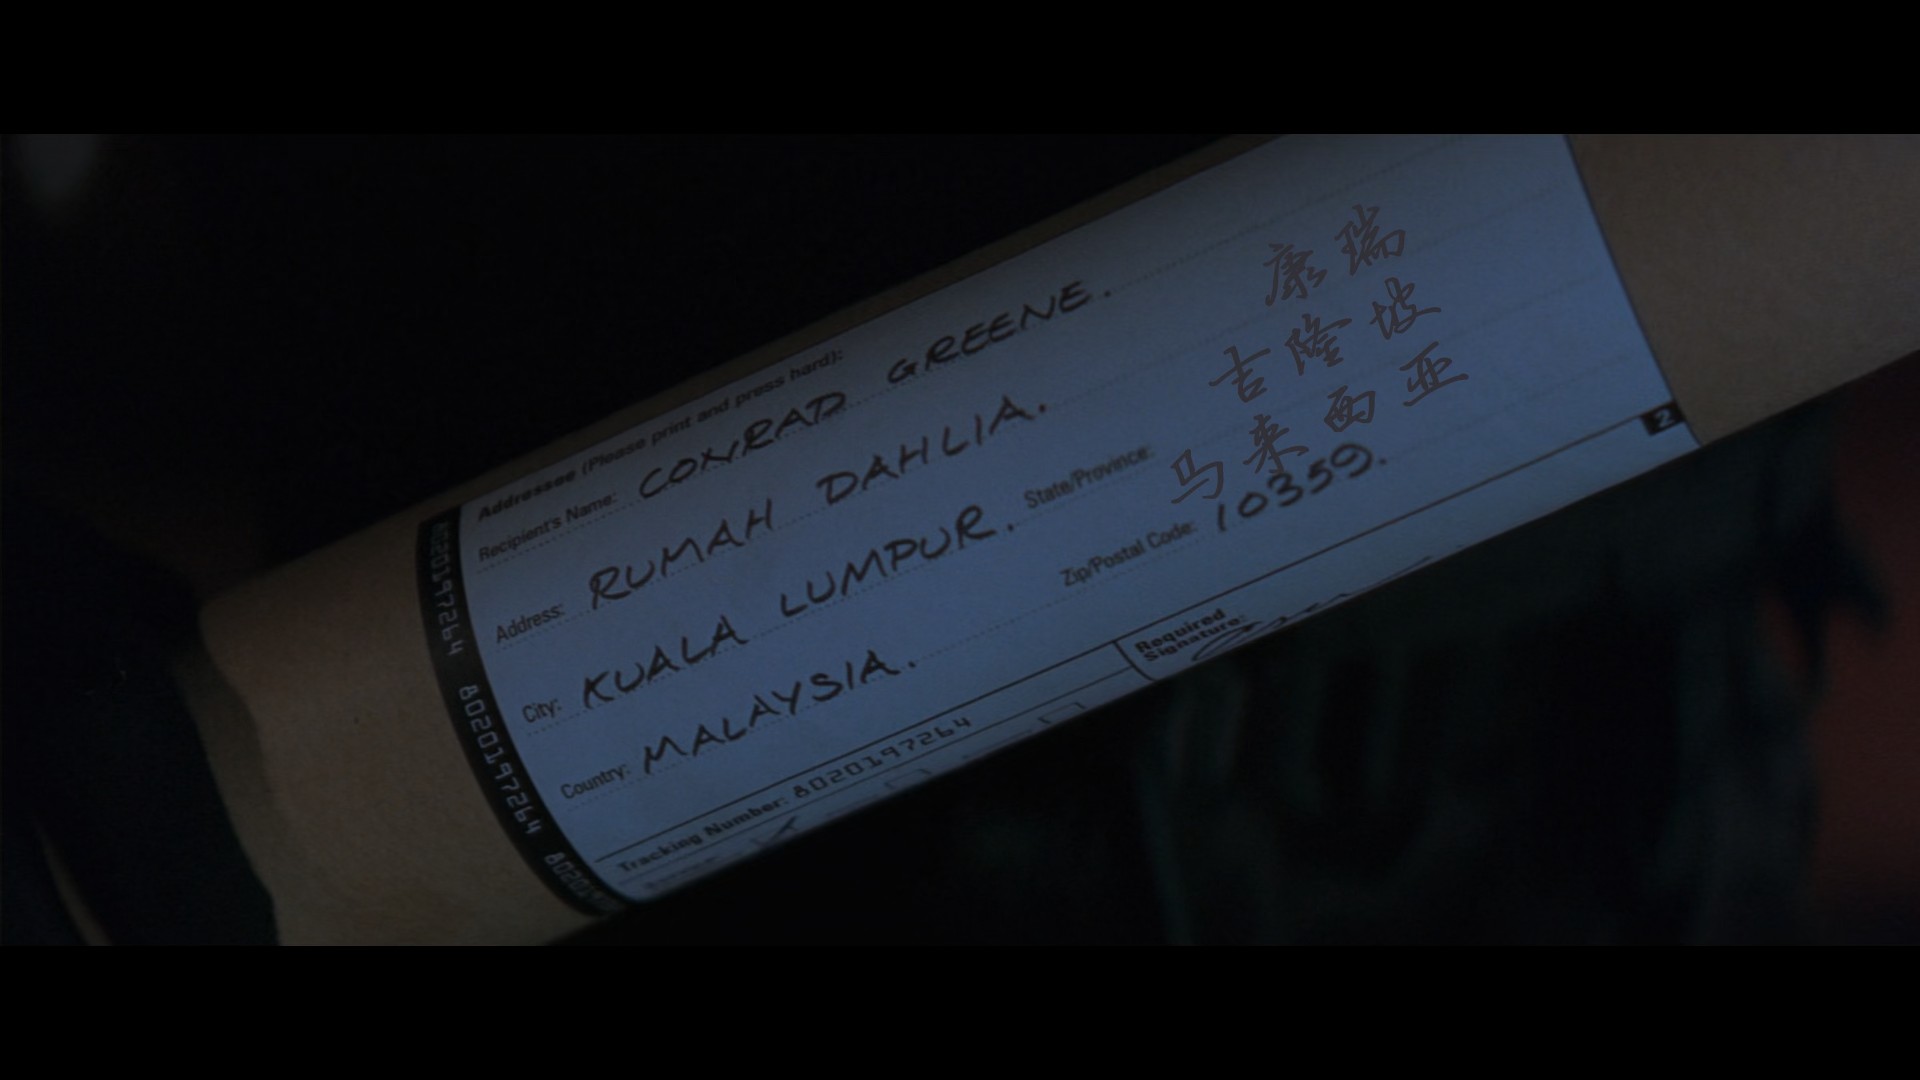 Addressee (Please print and press hard):
Recipient's Name: CONRAD GREENE.
Address: RUMAH DAHLIA.
City: KUALA LUMPUR. State/Province:
Country: MALAYSIA. Zip/Postal Code: 10359.
康瑞
吉隆坡
马来西亚
2
Required
Signature:
Tracking Number: 8020197264
8020197264
8020197264